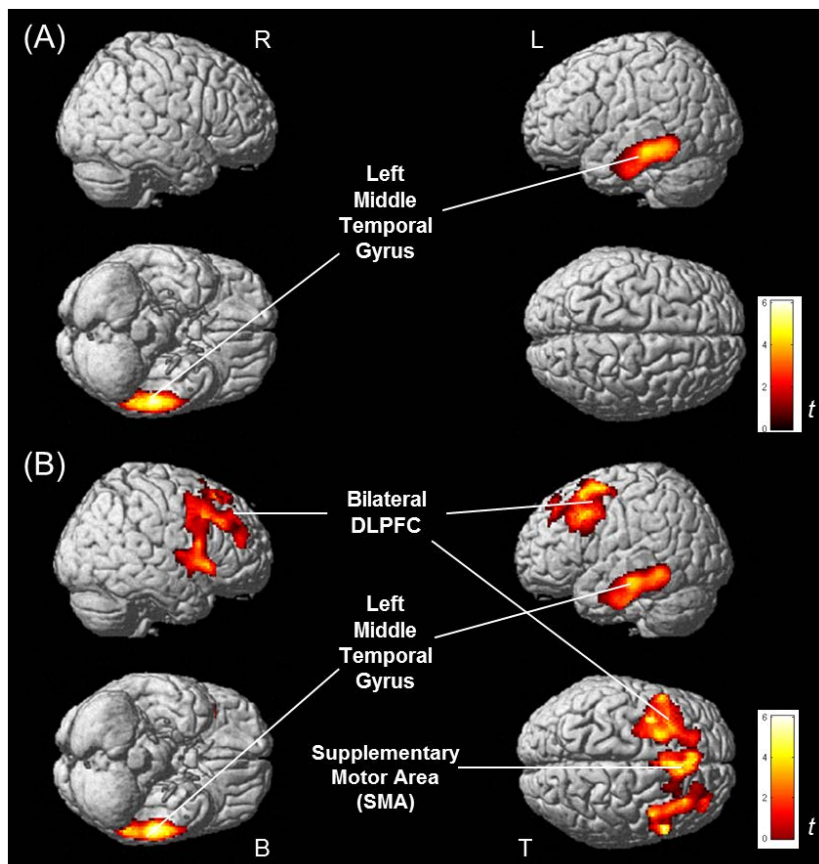 (A)
R
L
Left
Middle
Temporal
Gyrus
6
4
2
0
t
(B)
Bilateral
DLPFC
Left
Middle
Temporal
Gyrus
Supplementary
Motor Area
(SMA)
6
4
2
0
t
B
T